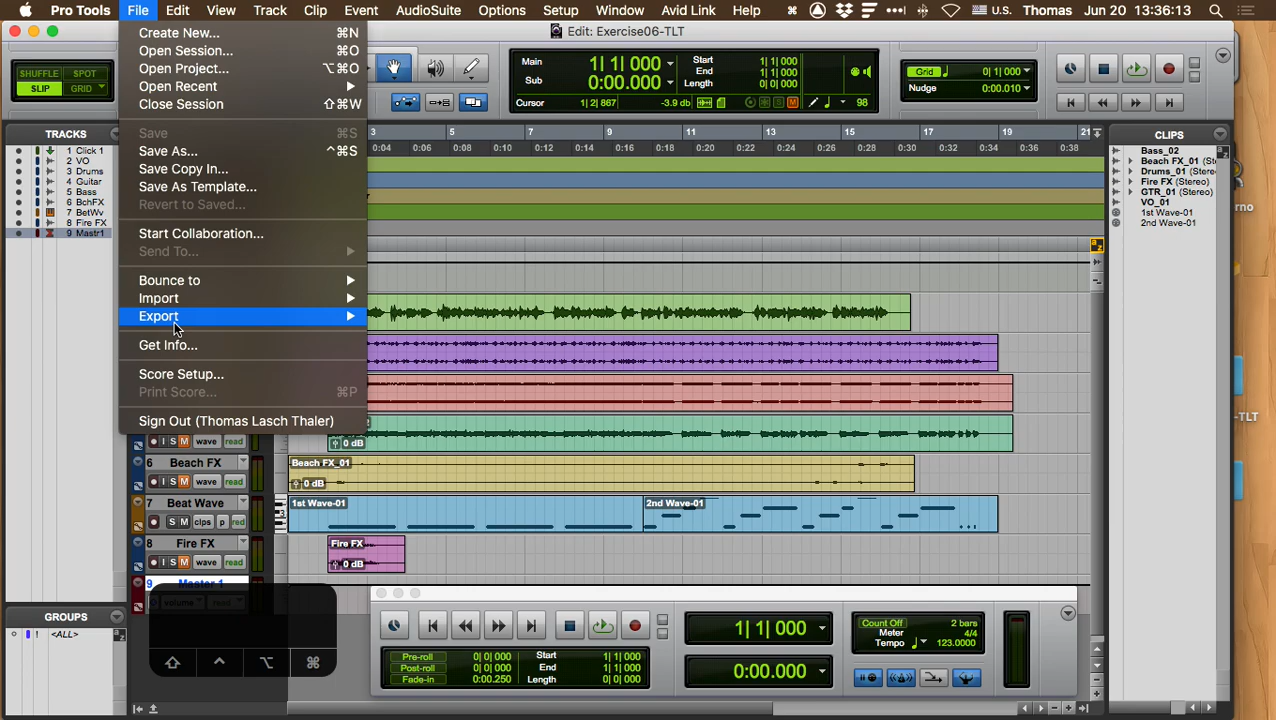 Pro Tools File Edit View Track Clip Event AudioSuite Options Setup Window Avid Link Help U.S. Thomas Jun 20 13:36:13
Edit: Exercise06-TLT
Create New... ⌘N
Open Session... ⌘O
Open Project... ⌥⌘O
Open Recent
Close Session ⇧⌘W
Save ⌘S
Save As... ^⌘S
Save Copy In...
Save As Template...
Revert to Saved...
Start Collaboration...
Send To...
Bounce to
Import
Export
Get Info...
Score Setup...
Print Score... ⌘P
Sign Out (Thomas Lasch Thaler)
SHUFFLE SPOT
SLIP GRID
Main 1| 1| 000
Sub 0:00.000
Start 1| 1| 000
End 1| 1| 000
Length 0| 0| 000
Cursor 1| 2| 867 -3.9 db 98
Grid 0| 1| 000
Nudge 0:00.010
TRACKS
1 Click 1
2 VO
3 Drums
4 Guitar
5 Bass
6 BchFX
7 BetWv
8 Fire FX
9 Mastr1
3 5 7 9 11 13 15 17 19 21
0:04 0:06 0:08 0:10 0:12 0:14 0:16 0:18 0:20 0:22 0:24 0:26 0:28 0:30 0:32 0:34 0:36 0:38
CLIPS
Bass_02
Beach FX_01 (Ste
Drums_01 (Stereo
Fire FX (Stereo)
GTR_01 (Stereo)
VO_01
1st Wave-01
2nd Wave-01
rno
-TLT
I S M wave read
0 dB
6 Beach FX
I S M wave read
Beach FX_01
0 dB
7 Beat Wave
S M clps p red
1st Wave-01
2nd Wave-01
8 Fire FX
I S M wave read
Fire FX
0 dB
9 Master 1
volume read
GROUPS
! <ALL>
1| 1| 000
0:00.000
Pre-roll 0| 0| 000
Post-roll 0| 0| 000
Fade-in 0:00.250
Start 1| 1| 000
End 1| 1| 000
Length 0| 0| 000
Count Off 2 bars
Meter 4/4
Tempo 123.0000